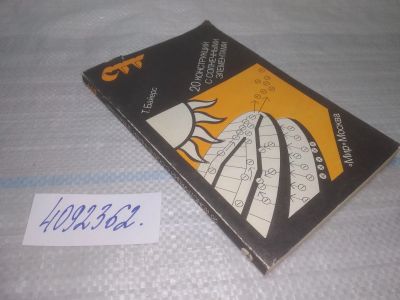 Т. Байерс
20 КОНСТРУКЦИЙ
С СОЛНЕЧНЫМИ
ЭЛЕМЕНТАМИ
«Мир» Москва
4092362.